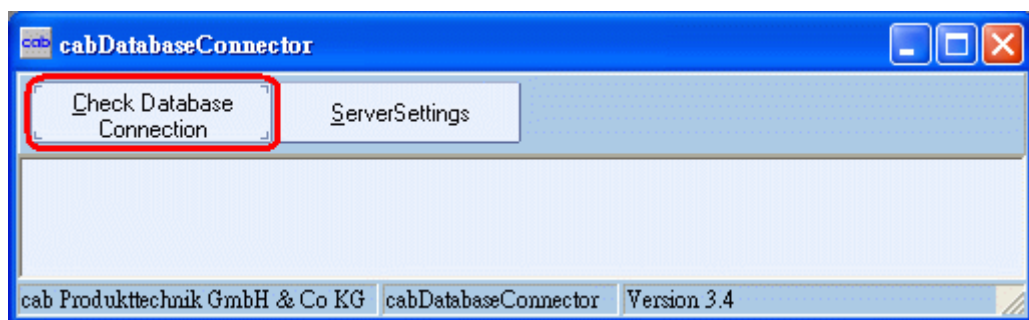 cab cabDatabaseConnector
Check Database
Connection
ServerSettings
cab Produkttechnik GmbH & Co KG cabDatabaseConnector Version 3.4